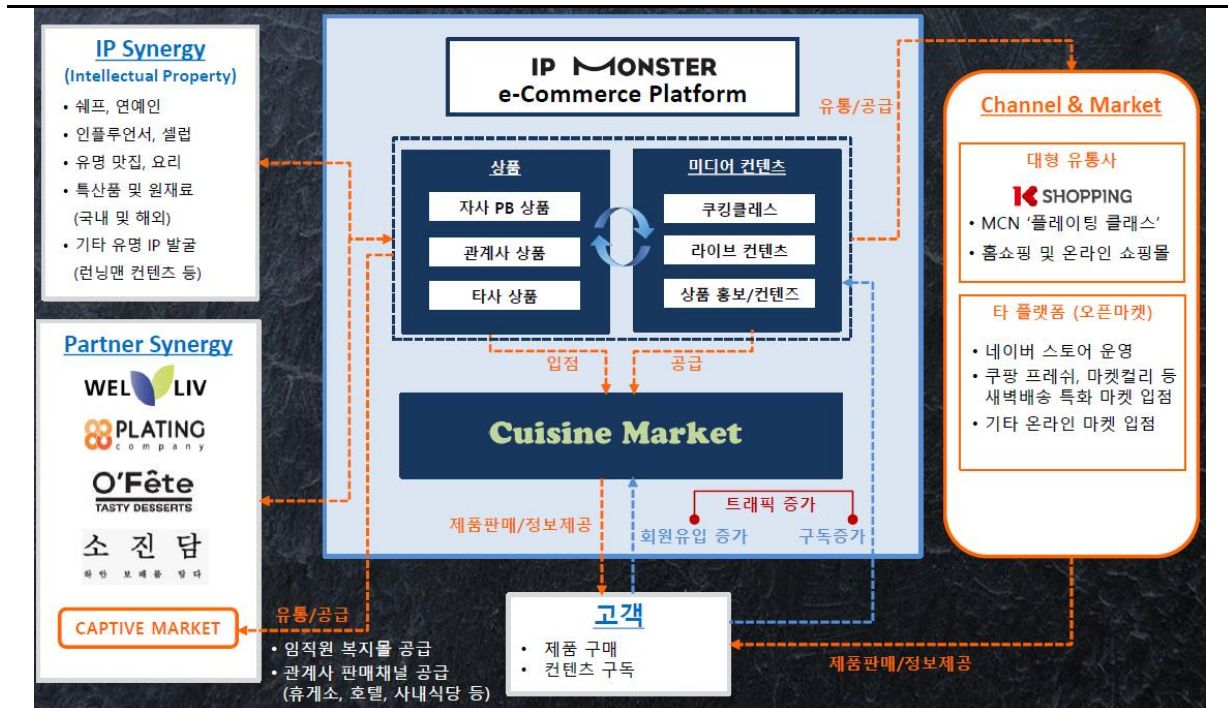 IP Synergy
(Intellectual Property)
• 쉐프, 연예인
• 인플루언서, 셀럽
• 유명 맛집, 요리
• 특산품 및 원재료
(국내 및 해외)
• 기타 유명 IP 발굴
(런닝맨 컨텐츠 등)
Partner Synergy
WEL LIV
PLATING
company
O'Fête
TASTY DESSERTS
소 진 담
하얀 보배를 담다
CAPTIVE MARKET
유통/공급
• 임직원 복지몰 공급
• 관계사 판매채널 공급
(휴게소, 호텔, 사내식당 등)
IP MONSTER
e-Commerce Platform
상품
자사 PB 상품
관계사 상품
타사 상품
미디어 컨텐츠
쿠킹클래스
라이브 컨텐츠
상품 홍보/컨텐즈
입점
공급
Cuisine Market
제품판매/정보제공
트래픽 증가
회원유입 증가
구독증가
고객
• 제품 구매
• 컨텐츠 구독
유통/공급
Channel & Market
대형 유통사
K SHOPPING
• MCN '플레이팅 클래스'
• 홈쇼핑 및 온라인 쇼핑몰
타 플랫폼 (오픈마켓)
• 네이버 스토어 운영
• 쿠팡 프레쉬, 마켓컬리 등
새벽배송 특화 마켓 입점
• 기타 온라인 마켓 입점
제품판매/정보제공